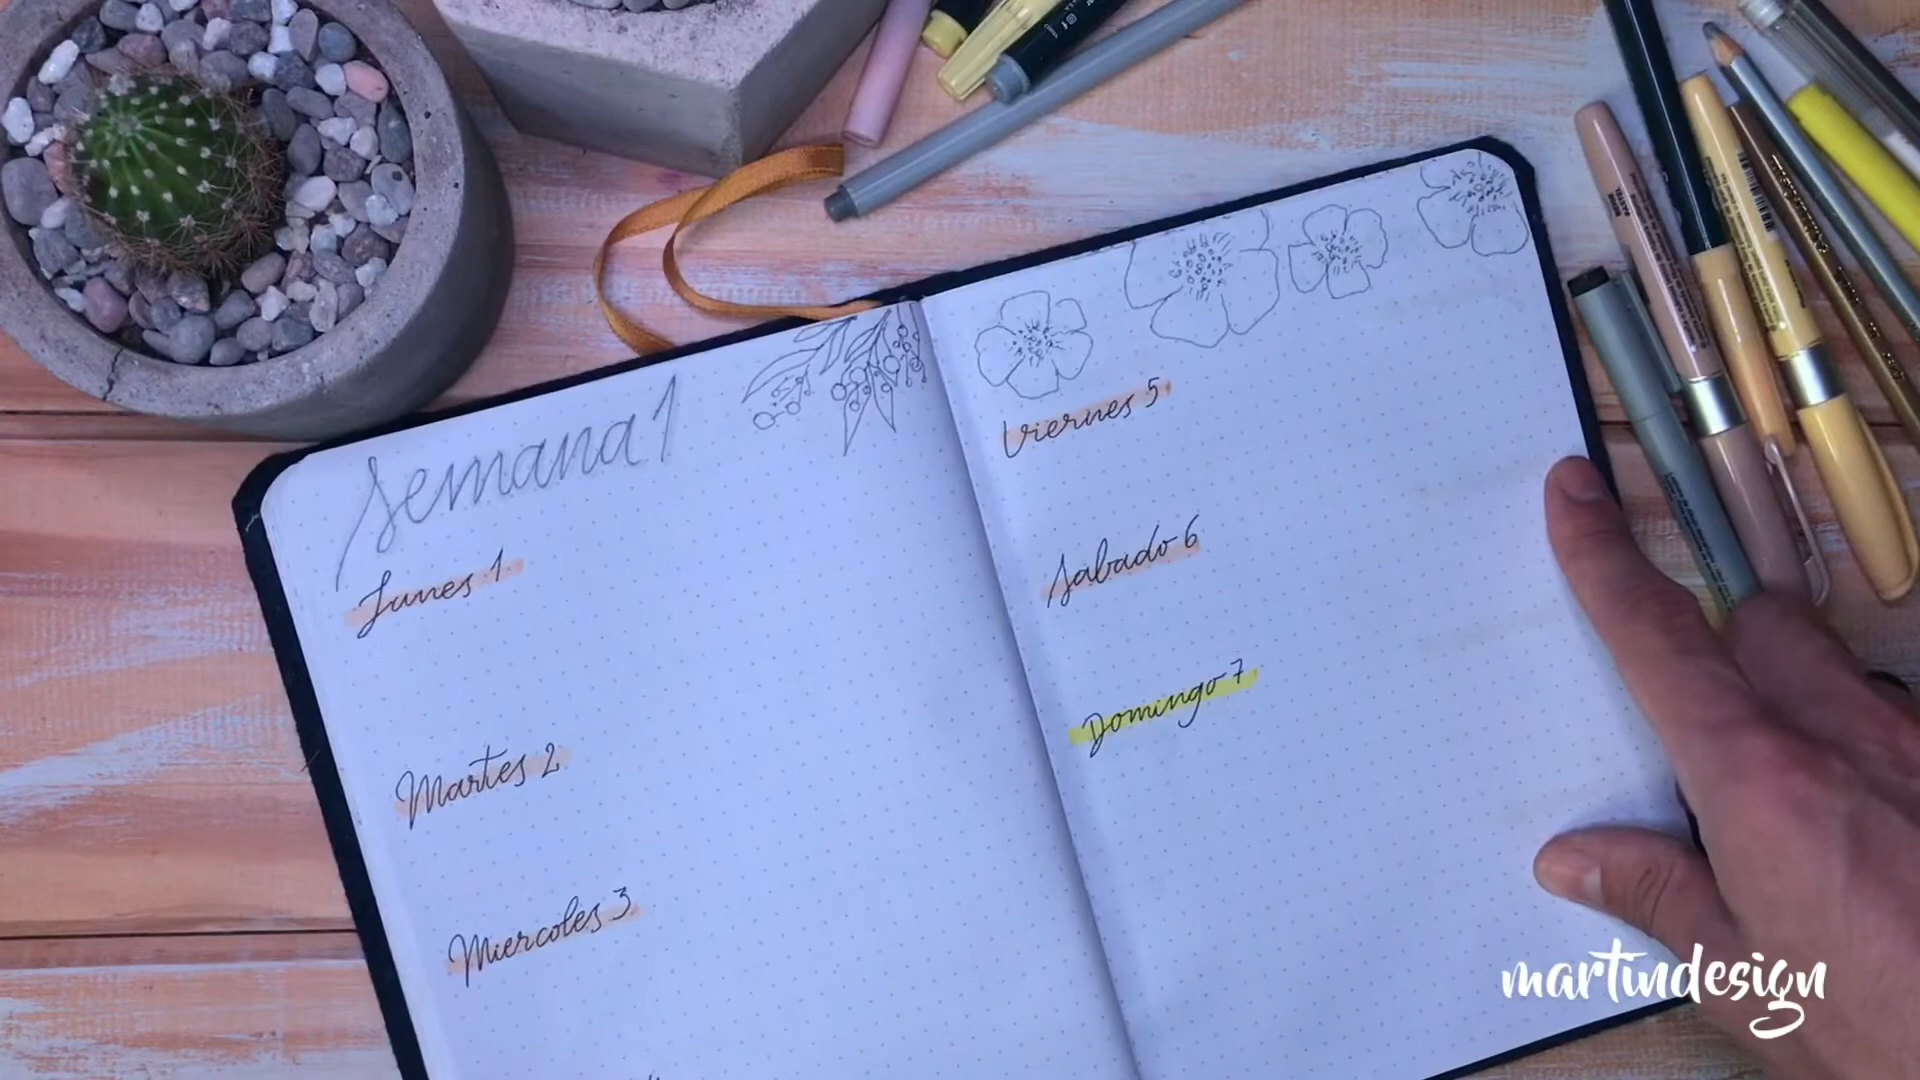 Semana 1
Lunes 1
Martes 2
Miercoles 3
Viernes 5
Sabado 6
Domingo 7
martindesign